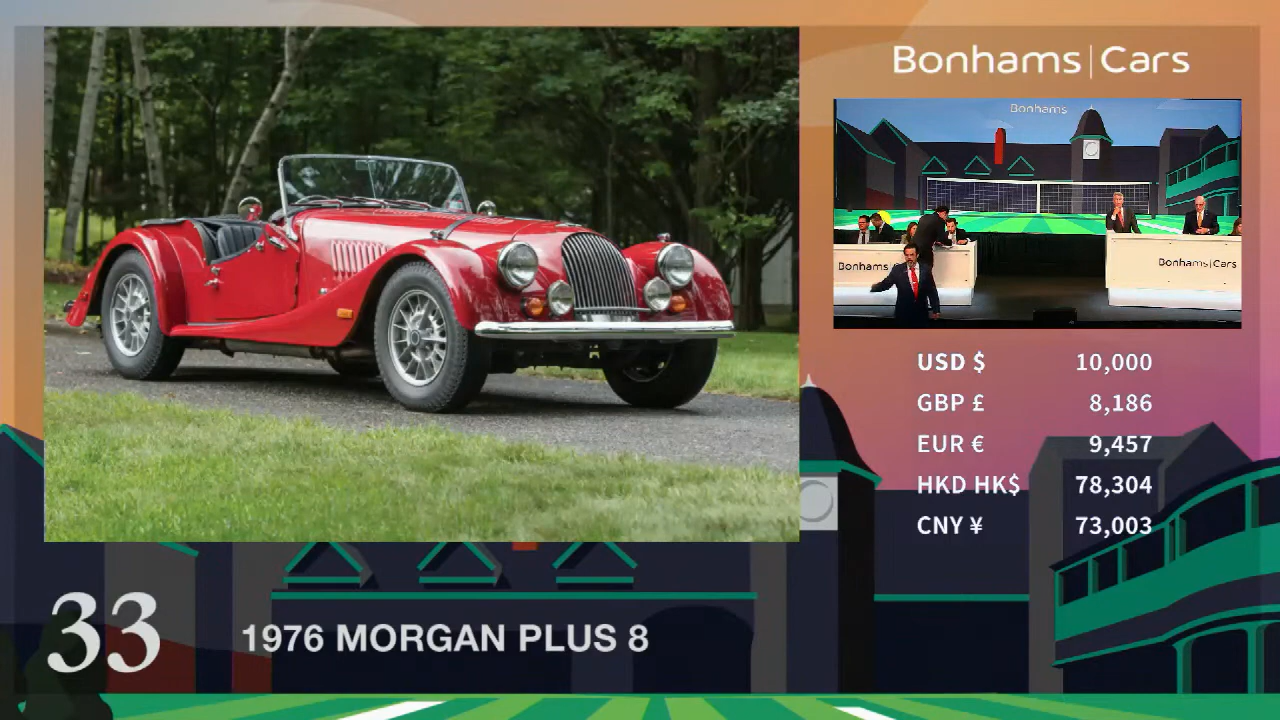 Bonhams|Cars
Bonhams
Bonhams
Bonhams|Cars
USD $ 10,000
GBP £ 8,186
EUR € 9,457
HKD HK$ 78,304
CNY ¥ 73,003
33 1976 MORGAN PLUS 8